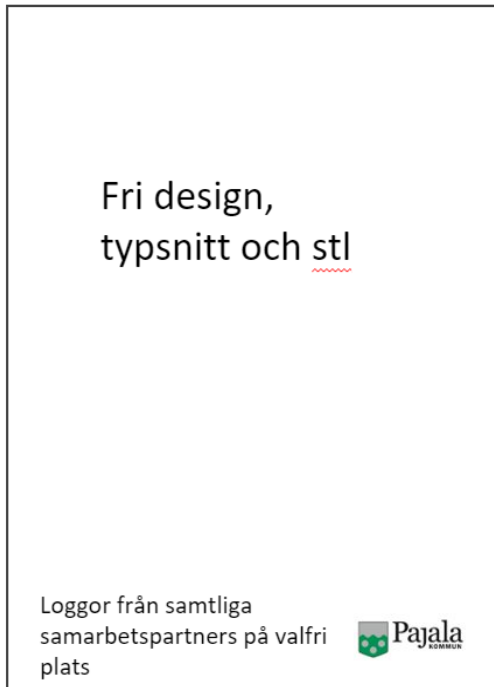 Fri design,
typsnitt och stl
Loggor från samtliga
samarbetspartners på valfri
plats
Pajala
KOMMUN